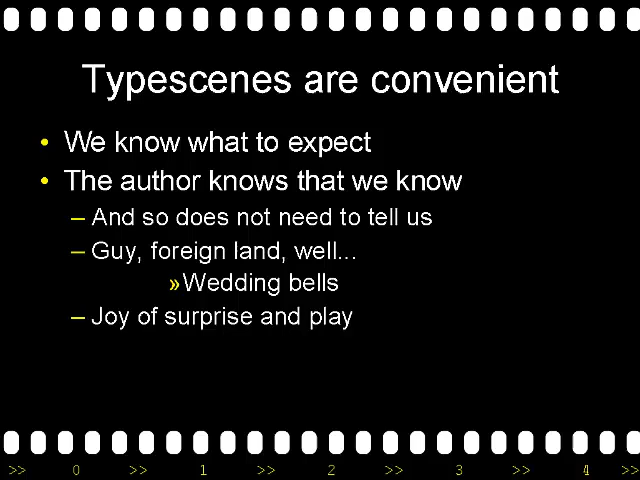 Typescenes are convenient
• We know what to expect
• The author knows that we know
– And so does not need to tell us
– Guy, foreign land, well...
»Wedding bells
– Joy of surprise and play
>> 0 >> 1 >> 2 >> 3 >> 4 >>